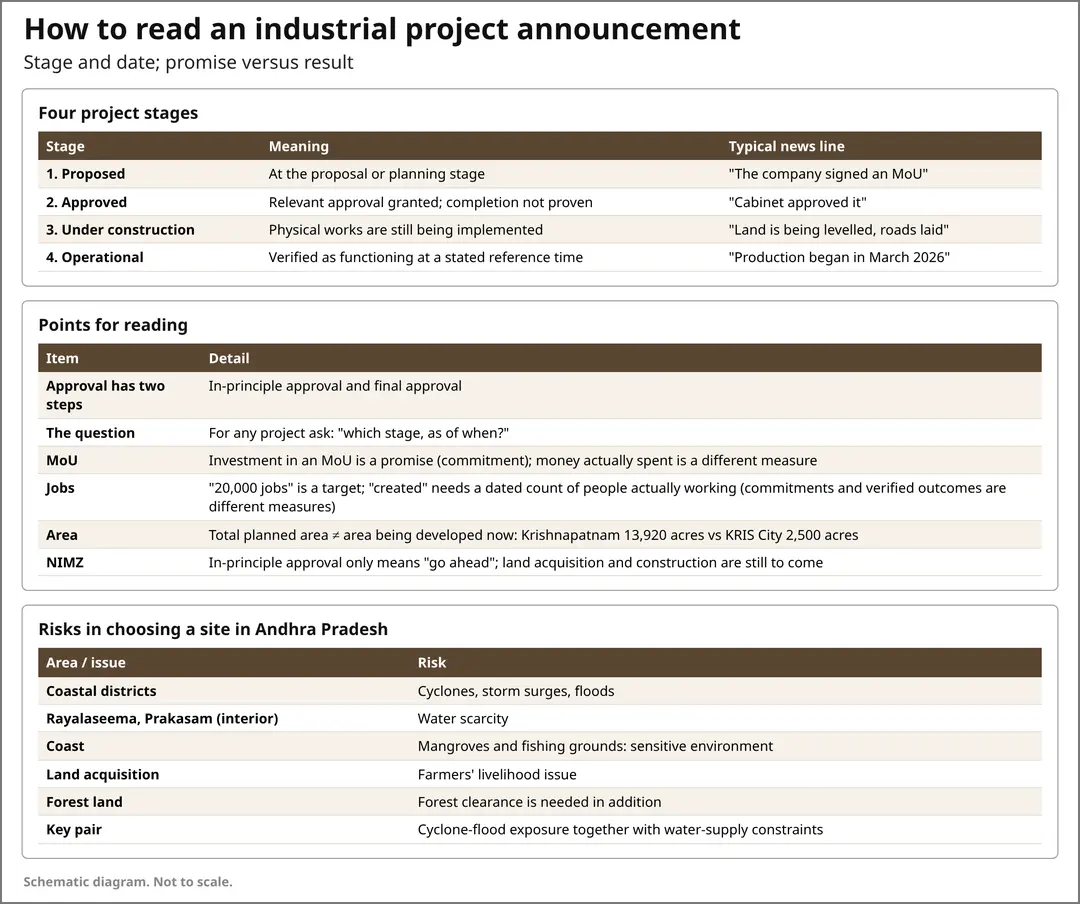 How to read an industrial project announcement
Stage and date; promise versus result
Four project stages
Stage Meaning Typical news line
1. Proposed At the proposal or planning stage "The company signed an MoU"
2. Approved Relevant approval granted; completion not proven "Cabinet approved it"
3. Under construction Physical works are still being implemented "Land is being levelled, roads laid"
4. Operational Verified as functioning at a stated reference time "Production began in March 2026"
Points for reading
Item Detail
Approval has two In-principle approval and final approval
steps
The question For any project ask: "which stage, as of when?"
MoU Investment in an MoU is a promise (commitment); money actually spent is a different measure
Jobs "20,000 jobs" is a target; "created" needs a dated count of people actually working (commitments and verified outcomes are
different measures)
Area Total planned area ≠ area being developed now: Krishnapatnam 13,920 acres vs KRIS City 2,500 acres
NIMZ In-principle approval only means "go ahead"; land acquisition and construction are still to come
Risks in choosing a site in Andhra Pradesh
Area / issue Risk
Coastal districts Cyclones, storm surges, floods
Rayalaseema, Prakasam (interior) Water scarcity
Coast Mangroves and fishing grounds: sensitive environment
Land acquisition Farmers' livelihood issue
Forest land Forest clearance is needed in addition
Key pair Cyclone-flood exposure together with water-supply constraints
Schematic diagram. Not to scale.